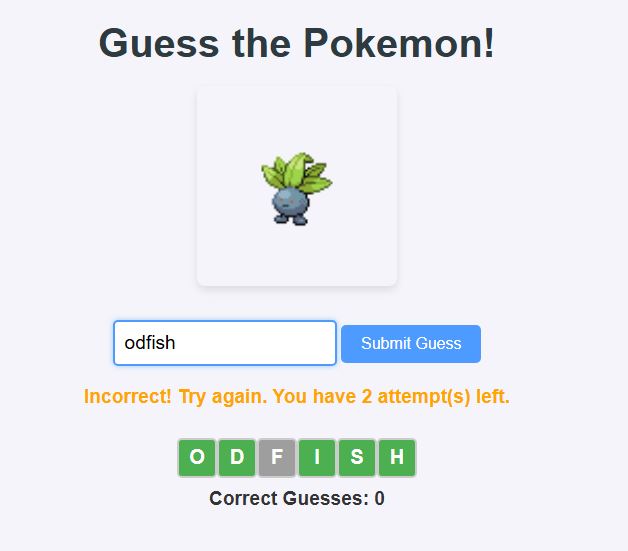 Guess the Pokemon!
odfish
Submit Guess
Incorrect! Try again. You have 2 attempt(s) left.
O D F I S H
Correct Guesses: 0